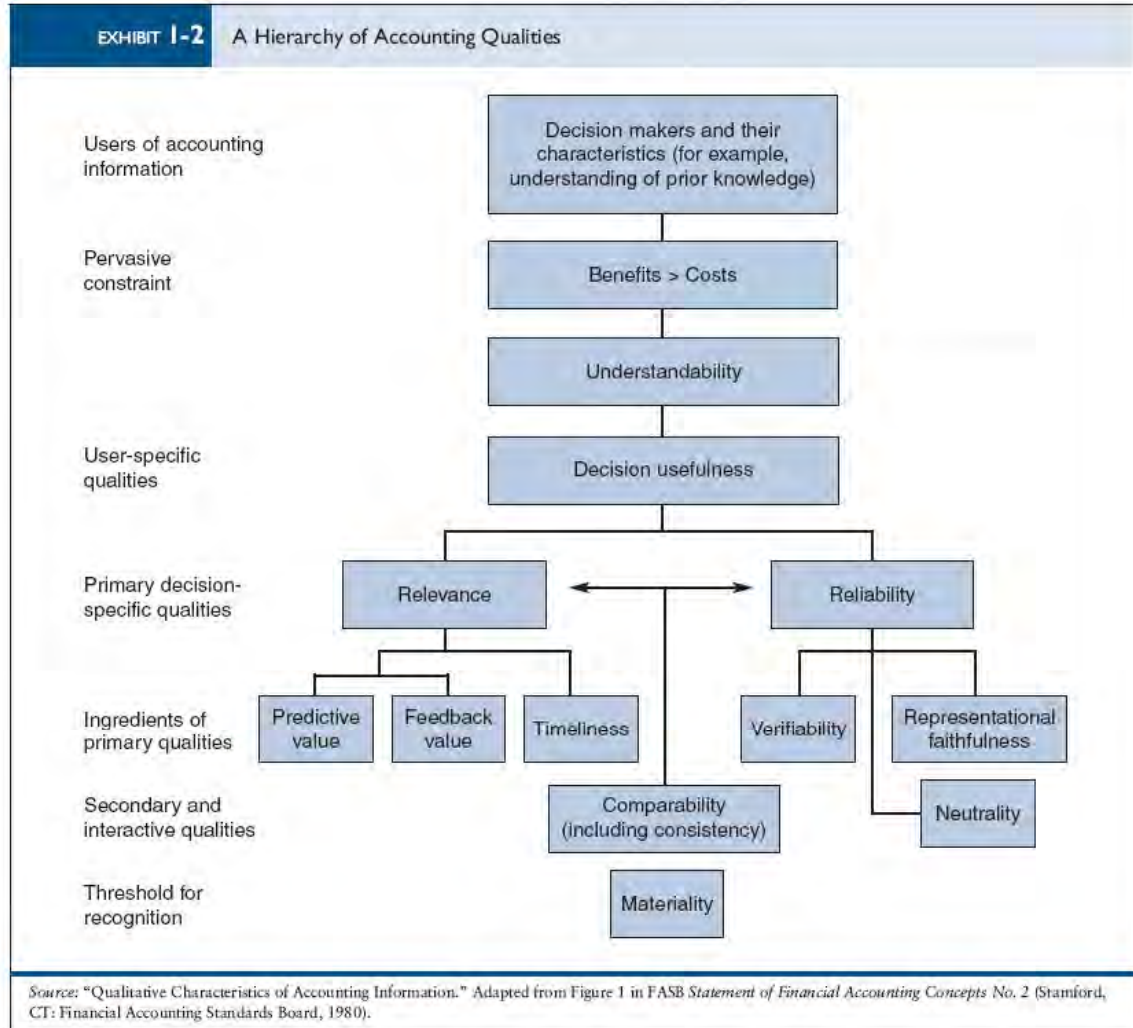 EXHIBIT 1-2 A Hierarchy of Accounting Qualities
Users of accounting
information
Decision makers and their
characteristics (for example,
understanding of prior knowledge)
Pervasive
constraint
Benefits > Costs
Understandability
User-specific
qualities
Decision usefulness
Primary decision-
specific qualities
Relevance
Reliability
Ingredients of
primary qualities
Predictive
value
Feedback
value
Timeliness
Verifiability
Representational
faithfulness
Secondary and
interactive qualities
Comparability
(including consistency)
Neutrality
Threshold for
recognition
Materiality
Source: "Qualitative Characteristics of Accounting Information." Adapted from Figure 1 in FASB Statement of Financial Accounting Concepts No. 2 (Stamford,
CT: Financial Accounting Standards Board, 1980).